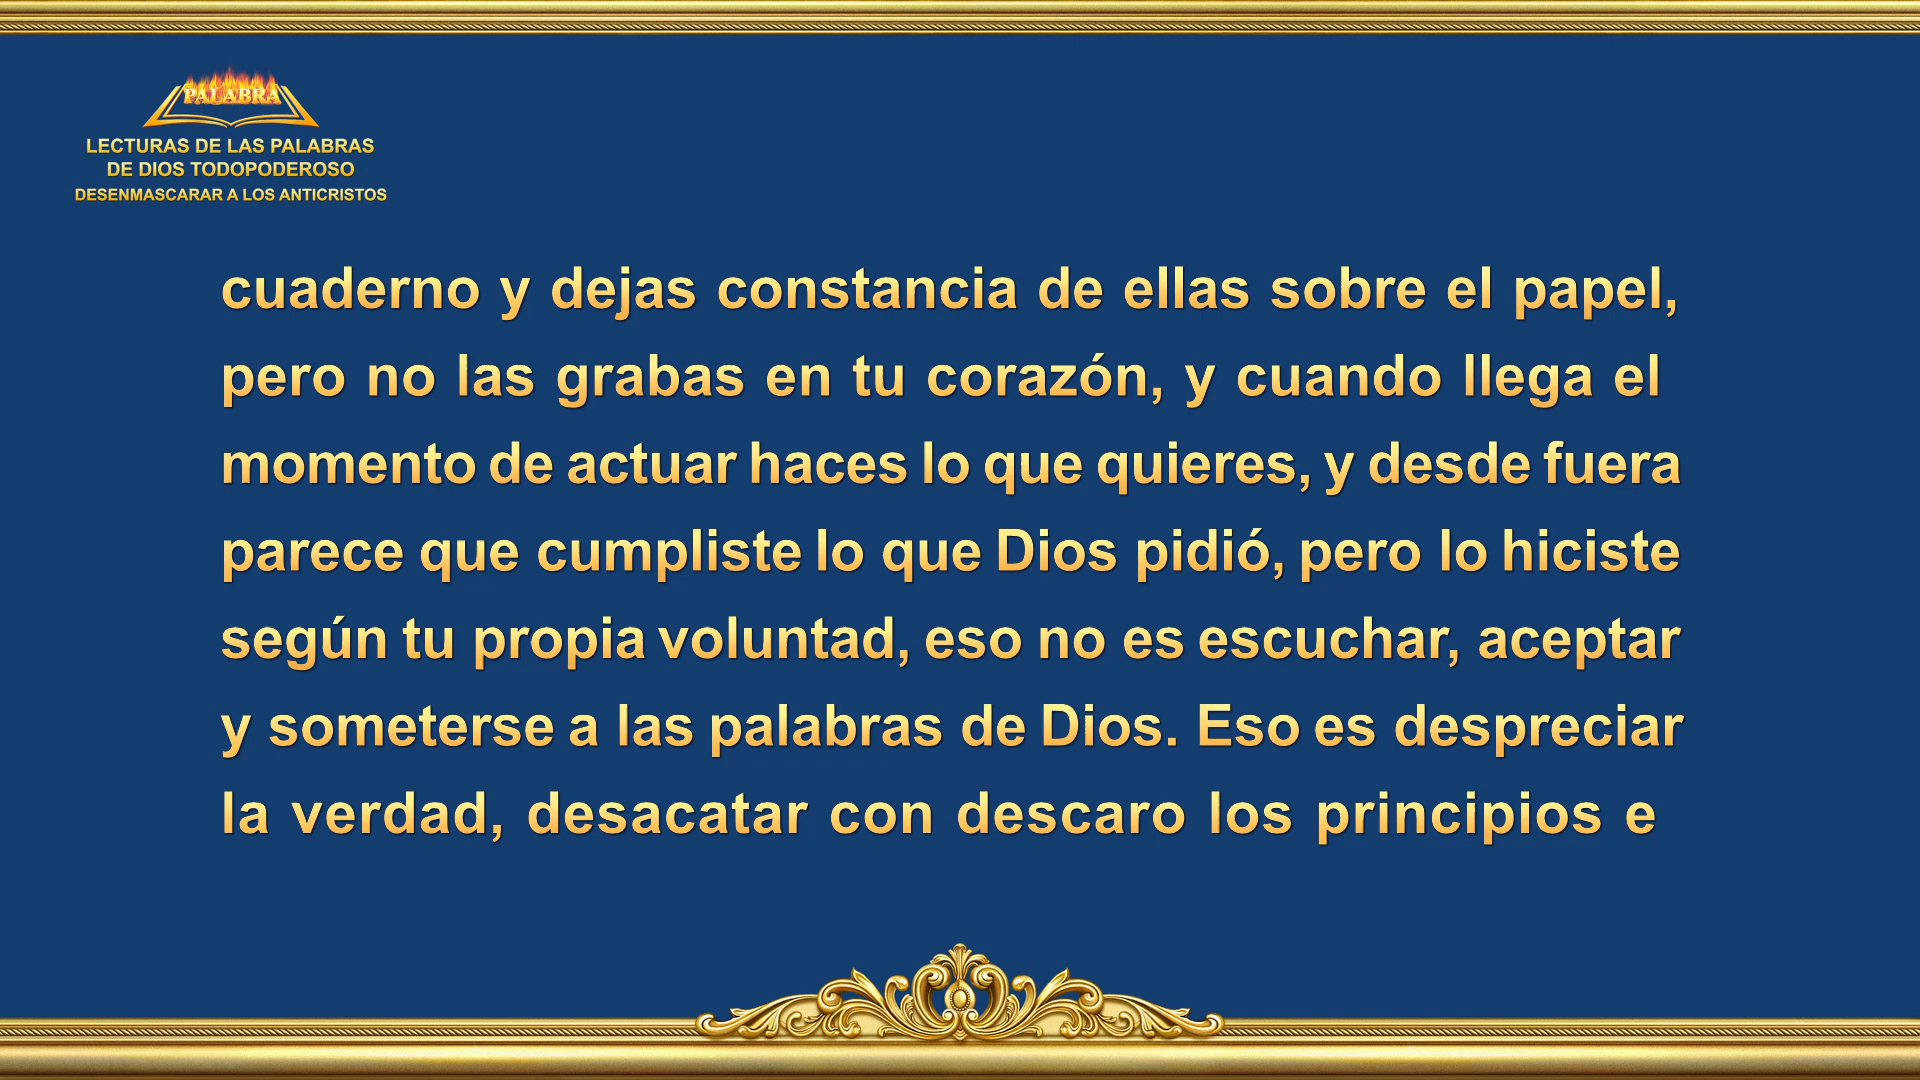 PALABRA
LECTURAS DE LAS PALABRAS
DE DIOS TODOPODEROSO
DESENMASCARAR A LOS ANTICRISTOS
cuaderno y dejas constancia de ellas sobre el papel,
pero no las grabas en tu corazón, y cuando llega el
momento de actuar haces lo que quieres, y desde fuera
parece que cumpliste lo que Dios pidió, pero lo hiciste
según tu propia voluntad, eso no es escuchar, aceptar
y someterse a las palabras de Dios. Eso es despreciar
la verdad, desacatar con descaro los principios e